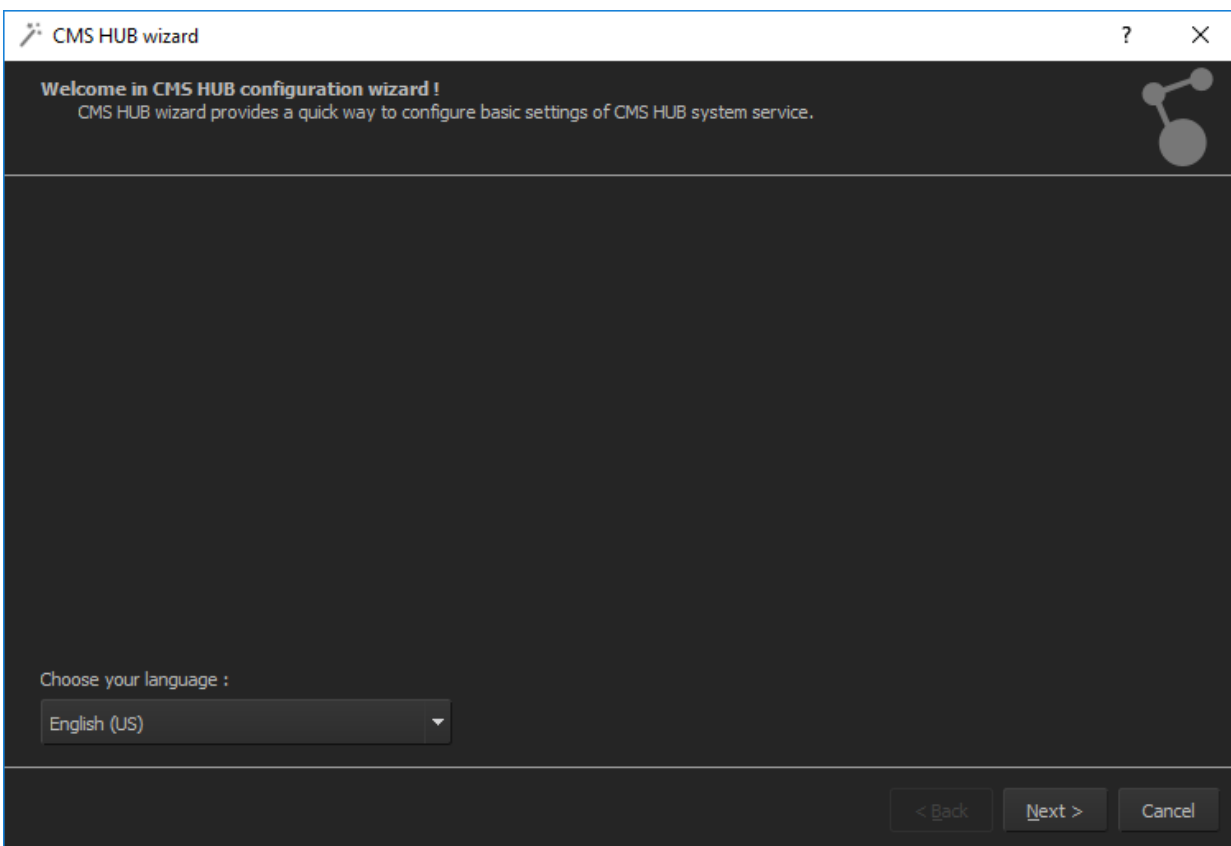 CMS HUB wizard
?
Welcome in CMS HUB configuration wizard !
CMS HUB wizard provides a quick way to configure basic settings of CMS HUB system service.
Choose your language :
English (US)
< Back
Next >
Cancel